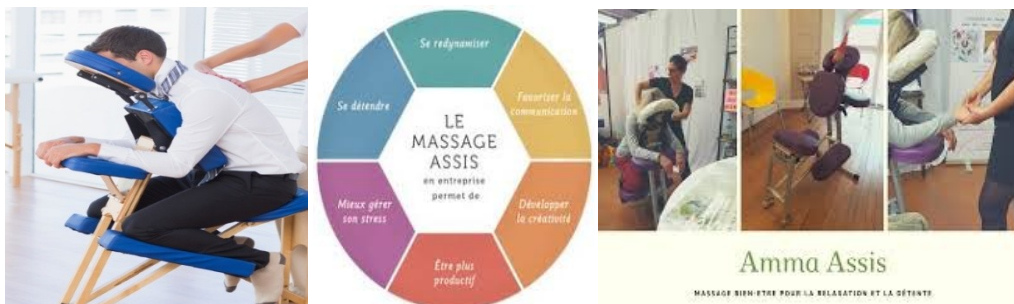 Se redynamiser
Favoriser la
communication
Développer
la créativité
Être plus
productif
Mieux gérer
son stress
Se détendre
LE
MASSAGE
ASSIS
en entreprise
permet de
Amma Assis
MASSAGE BIEN-ETRE POUR LA RELAXATION ET LA DÉTENTE